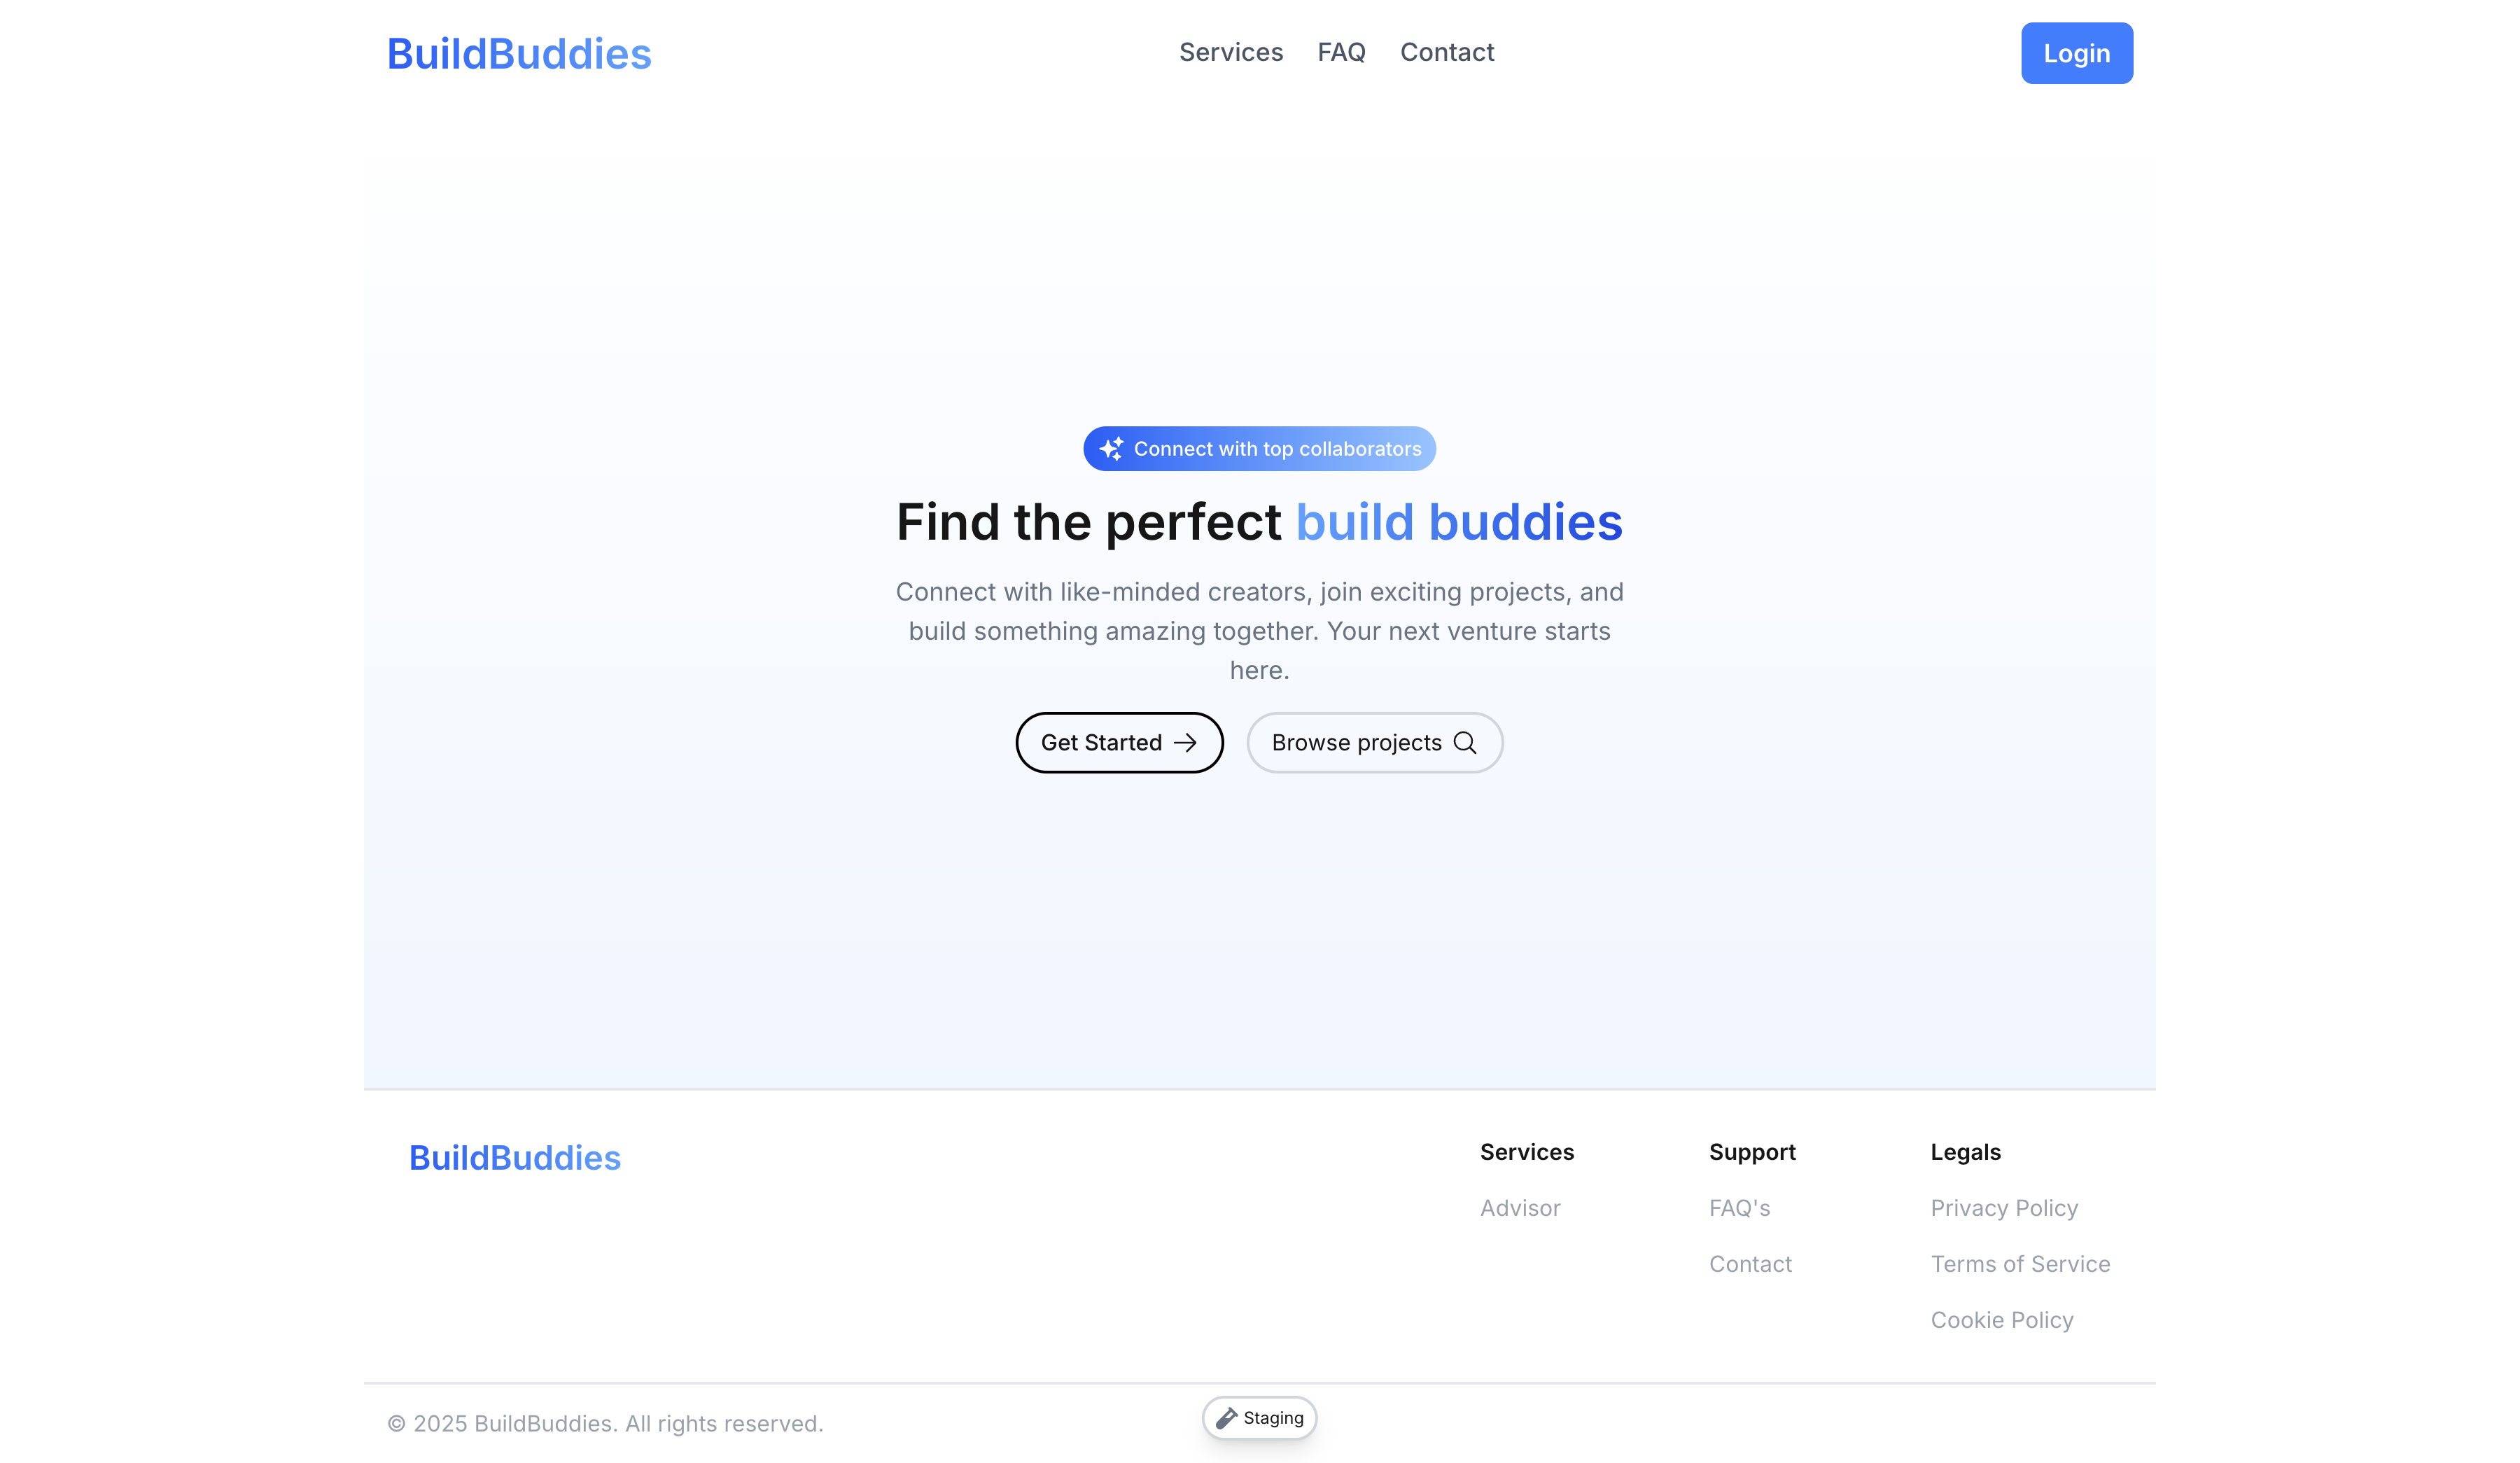 BuildBuddies
Services
FAQ
Contact
Login
Connect with top collaborators
Find the perfect build buddies
Connect with like-minded creators, join exciting projects, and
build something amazing together. Your next venture starts
here.
Get Started
Browse projects
BuildBuddies
Services
Advisor
Support
FAQ's
Contact
Legals
Privacy Policy
Terms of Service
Cookie Policy
© 2025 BuildBuddies. All rights reserved.
Staging